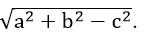 √a² + b² − c².